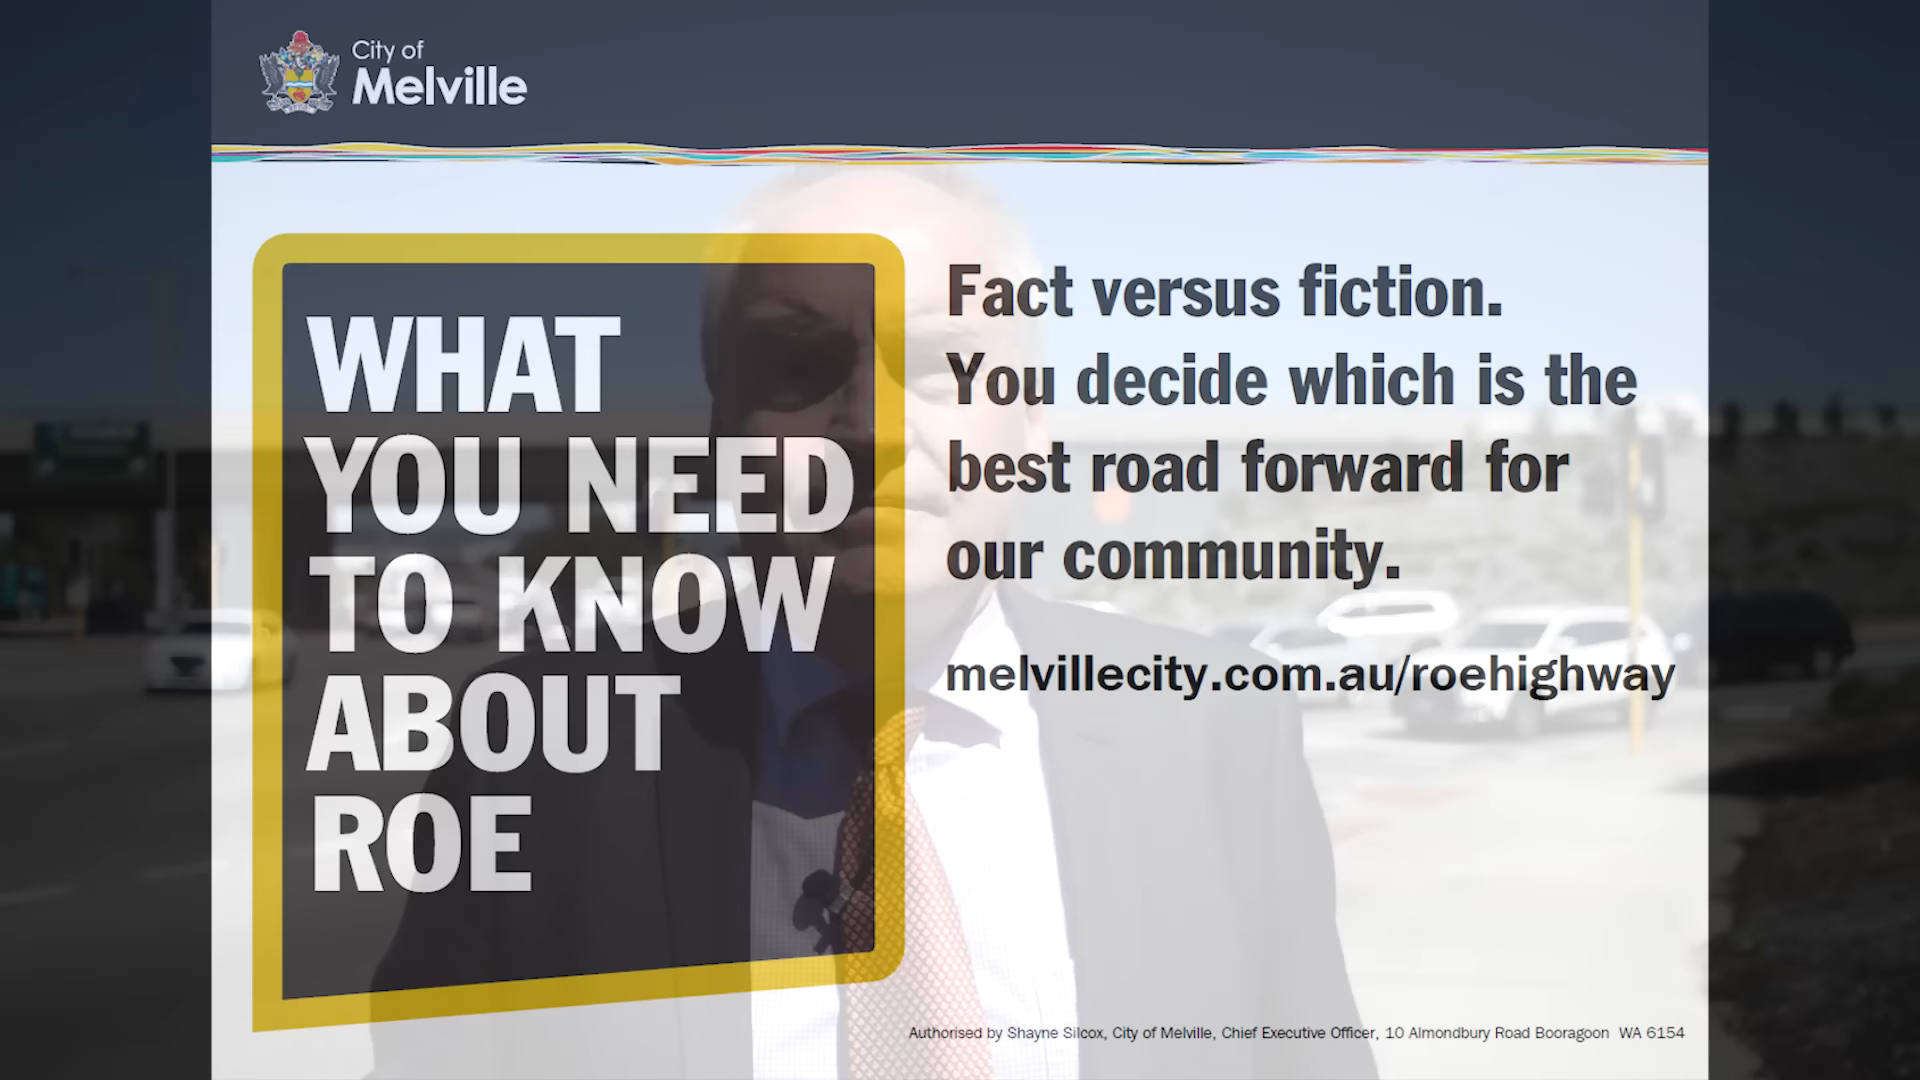 City of
Melville
WHAT
YOU NEED
TO KNOW
ABOUT
ROE
Fact versus fiction.
You decide which is the
best road forward for
our community.
melvillecity.com.au/roehighway
Authorised by Shayne Silcox, City of Melville, Chief Executive Officer, 10 Almondbury Road Booragoon WA 6154